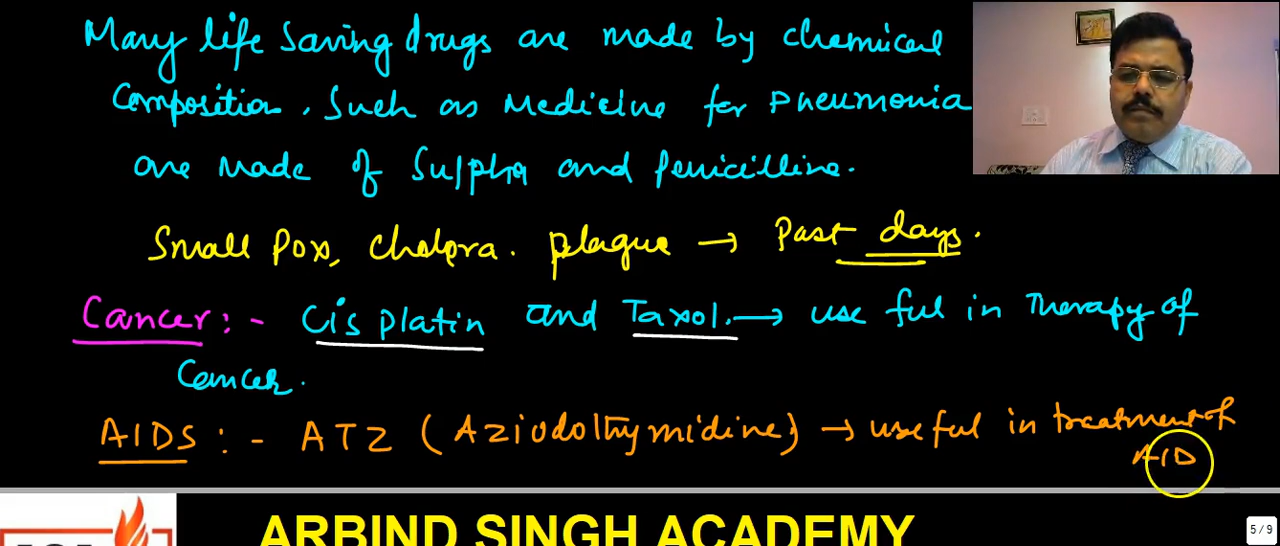 Many life saving drugs are made by chemical
Composition, Such as medicine for Pneumonia
are made of Sulpha and Penicilline.
Small Pox, Cholera. plague → Past days.
Cancer :- Cis platin and Taxol. → use ful in Therapy of
Cancer.
AIDS :- ATZ (Aziodothymidine) → useful in treatment of
AID
ARBIND SINGH ACADEMY
5/9